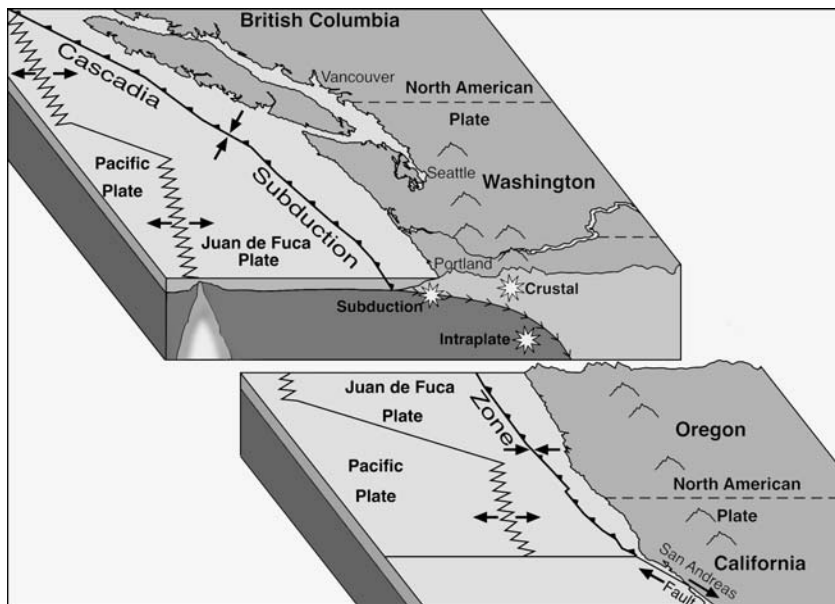 British Columbia
Cascadia
Vancouver
North American
Plate
Pacific
Plate
Subduction
Seattle
Washington
Juan de Fuca
Plate
Portland
Subduction
Crustal
Intraplate
Juan de Fuca
Plate
Zone
Oregon
Pacific
Plate
North American
Plate
San Andreas
California
Fault